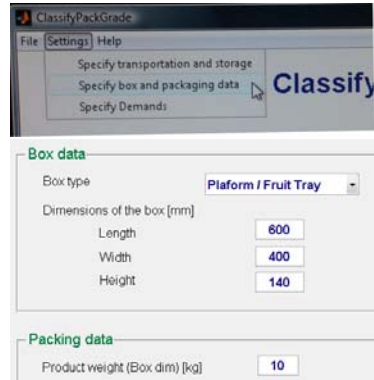 ClassifyPackGrade
File Settings Help
Specify transportation and storage
Specify box and packaging data
Classify
Specify Demands
Box data
Box type Plaform / Fruit Tray
Dimensions of the box [mm]
Length 600
Width 400
Height 140
Packing data
Product weight (Box dim) [kg] 10